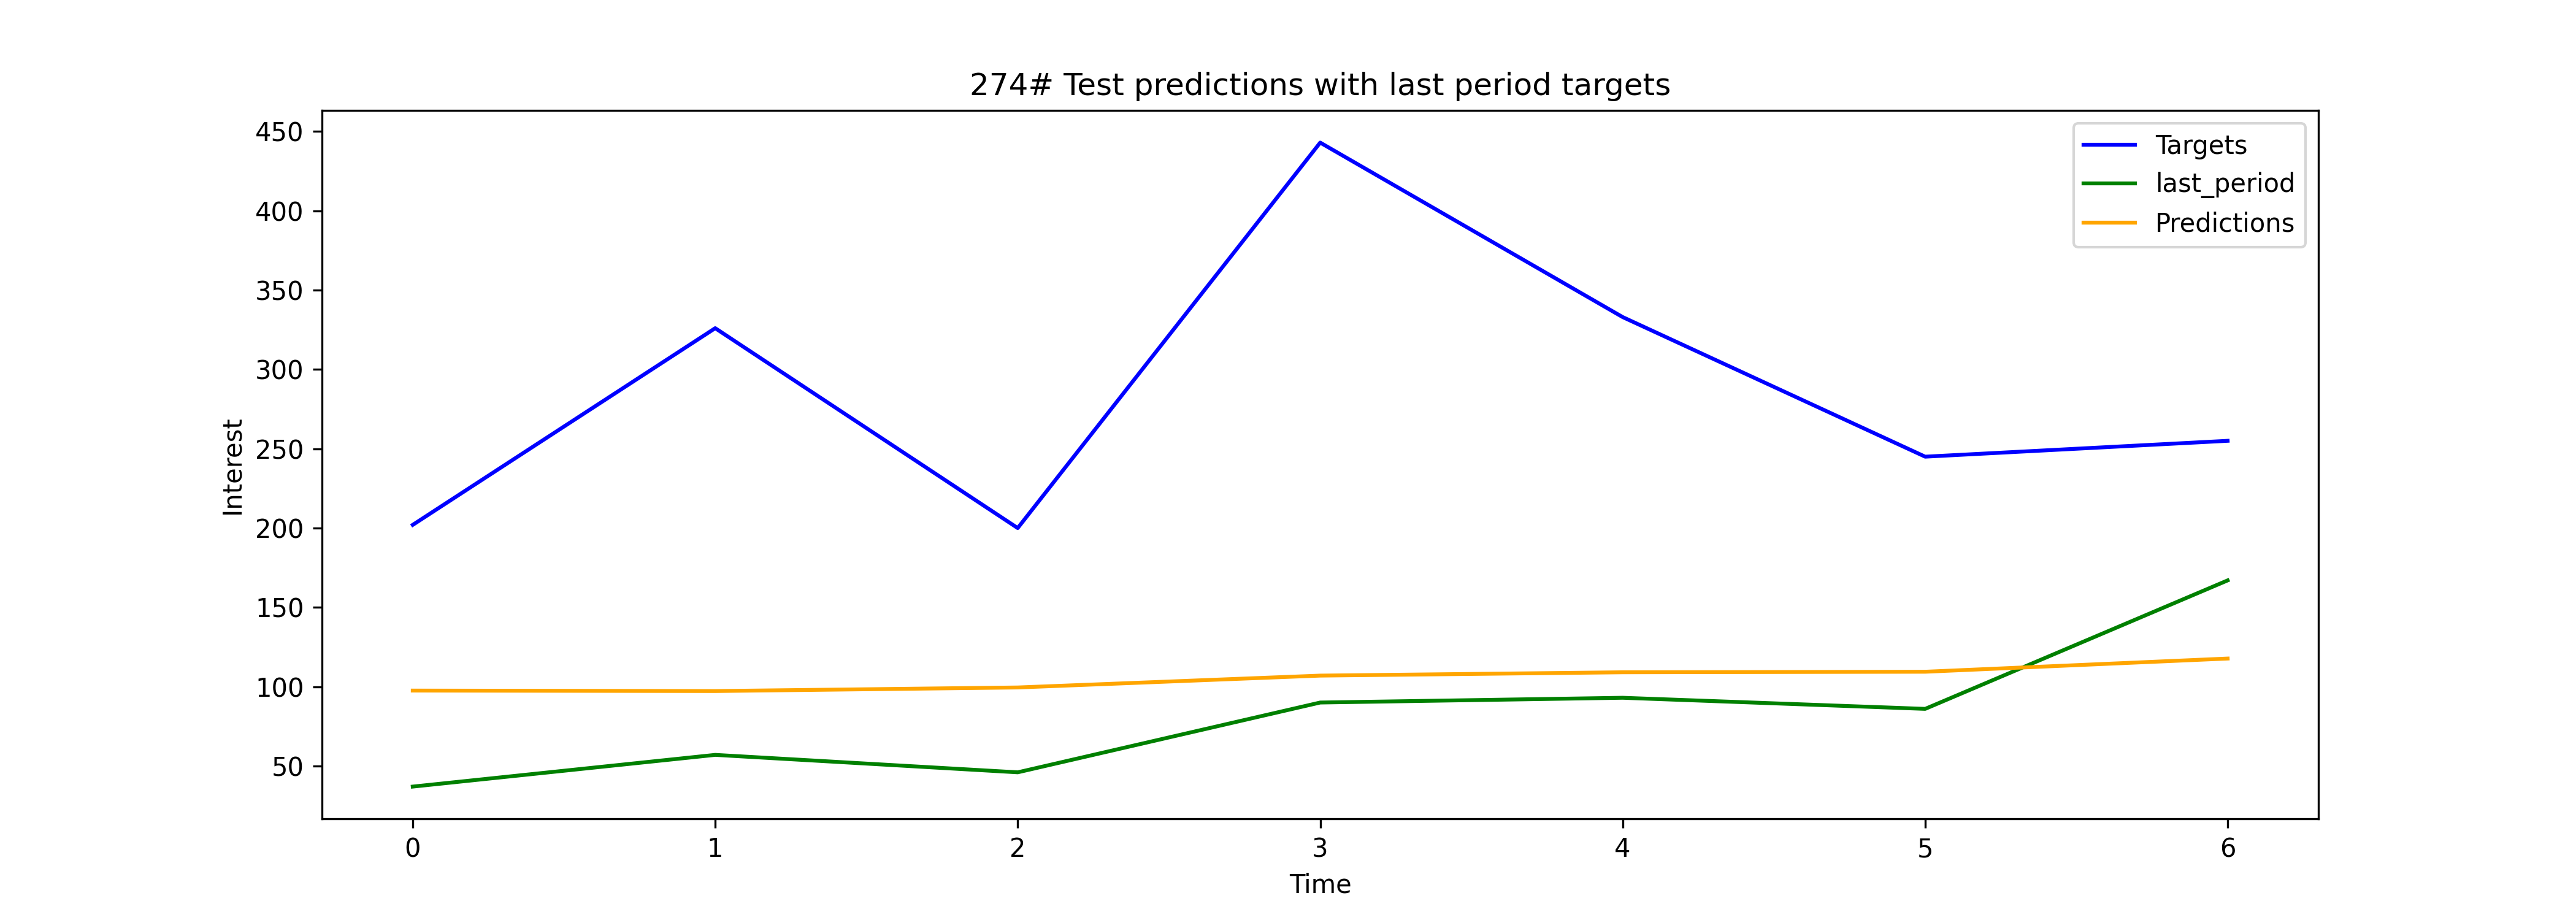 274# Test predictions with last period targets
450
400
350
300
250
200
150
100
50
Interest
Targets
last_period
Predictions
0 1 2 3 4 5 6
Time